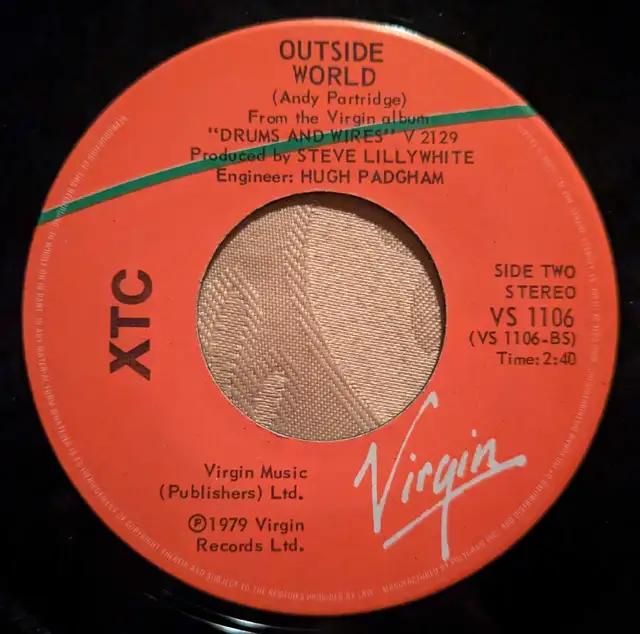 OUTSIDE
WORLD
(Andy Partridge)
From the Virgin album
"DRUMS AND WIRES" V 2129
Produced by STEVE LILLYWHITE
Engineer: HUGH PADGHAM
XTC
SIDE TWO
STEREO
VS 1106
(VS 1106-BS)
Time: 2:40
Virgin Music
(Publishers) Ltd.
Ⓟ1979 Virgin
Records Ltd.
Virgin